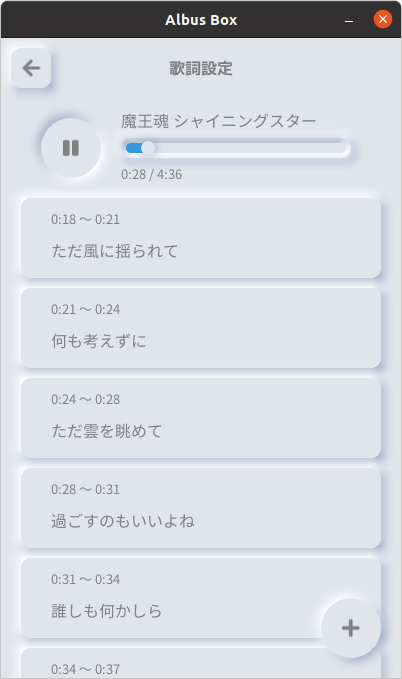 Albus Box
歌詞設定
魔王魂 シャイニングスター
0:28 / 4:36
0:18 〜 0:21
ただ風に揺られて
0:21 〜 0:24
何も考えずに
0:24 〜 0:28
ただ雲を眺めて
0:28 〜 0:31
過ごすのもいいよね
0:31 〜 0:34
誰しも何かしら
0:34 〜 0:37